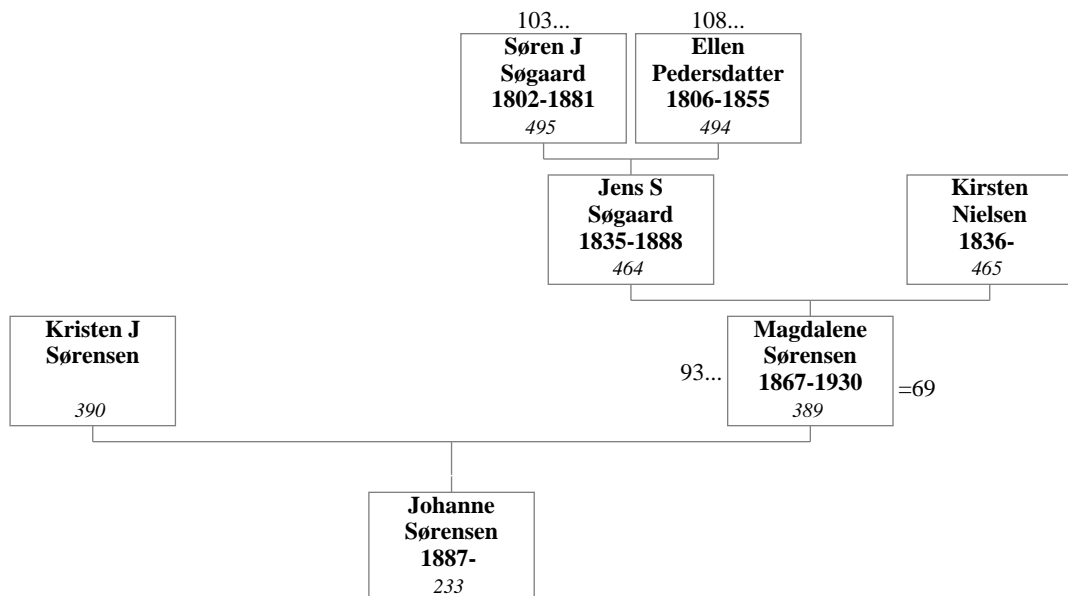 103...
Søren J
Søgaard
1802-1881
495
108...
Ellen
Pedersdatter
1806-1855
494
Jens S
Søgaard
1835-1888
464
Kirsten
Nielsen
1836-
465
Kristen J
Sørensen
390
93...
Magdalene
Sørensen
1867-1930
389
=69
Johanne
Sørensen
1887-
233